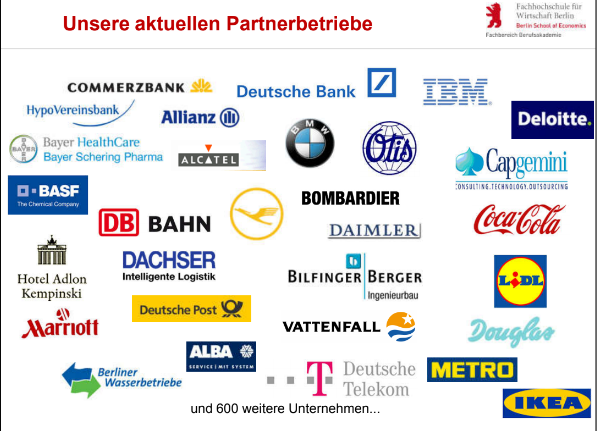 Unsere aktuellen Partnerbetriebe
Fachhochschule für
Wirtschaft Berlin
Berlin School of Economics
Fachbereich Berufsakademie
COMMERZBANK
Deutsche Bank
IBM
HypoVereinsbank
Allianz
Deloitte.
BMW
OTIS
BAYER
Bayer HealthCare
Bayer Schering Pharma
ALCATEL
Capgemini
CONSULTING.TECHNOLOGY.OUTSOURCING
BASF
The Chemical Company
BOMBARDIER
Coca-Cola
DB BAHN
DAIMLER
DACHSER
Intelligente Logistik
BILFINGER BERGER
Ingenieurbau
LIDL
Hotel Adlon
Kempinski
Deutsche Post
Marriott
VATTENFALL
Douglas
ALBA
SERVICE | MIT SYSTEM
Berliner
Wasserbetriebe
T
Deutsche
Telekom
METRO
IKEA
und 600 weitere Unternehmen...